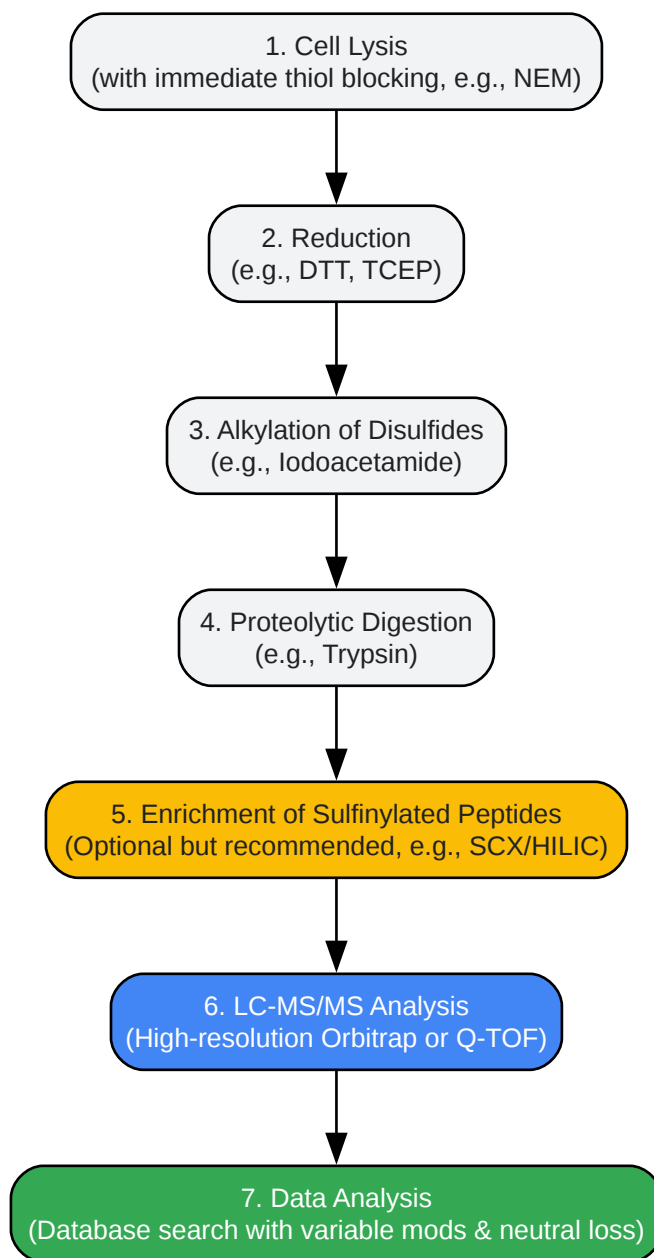 1. Cell Lysis
(with immediate thiol blocking, e.g., NEM)
2. Reduction
(e.g., DTT, TCEP)
3. Alkylation of Disulfides
(e.g., Iodoacetamide)
4. Proteolytic Digestion
(e.g., Trypsin)
5. Enrichment of Sulfinylated Peptides
(Optional but recommended, e.g., SCX/HILIC)
6. LC-MS/MS Analysis
(High-resolution Orbitrap or Q-TOF)
7. Data Analysis
(Database search with variable mods & neutral loss)